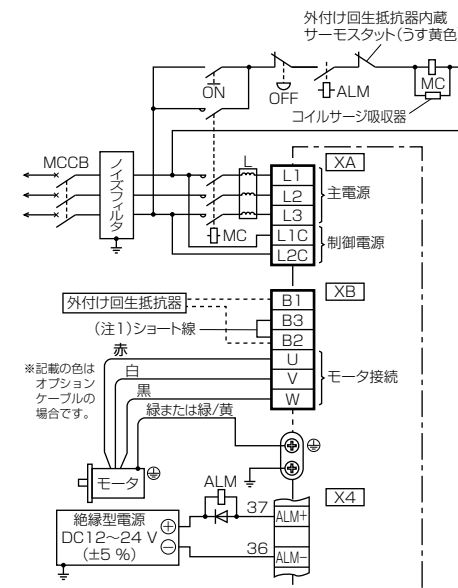 外付け回生抵抗器内蔵
サーモスタット(うす黄色
ON
OFF
ALM
MC
コイルサージ吸収器
MCCB
ノイズフィルタ
L
MC
XA
L1
L2
L3
主電源
L1C
L2C
制御電源
XB
外付け回生抵抗器
B1
(注1)ショート線
B3
B2
赤
U
※記載の色は
オプション
ケーブルの
場合です。
白
V
モータ接続
黒
W
緑または緑/黄
モータ
ALM
X4
絶縁型電源
DC12～24 V
(±5 %)
37
ALM+
36
ALM−